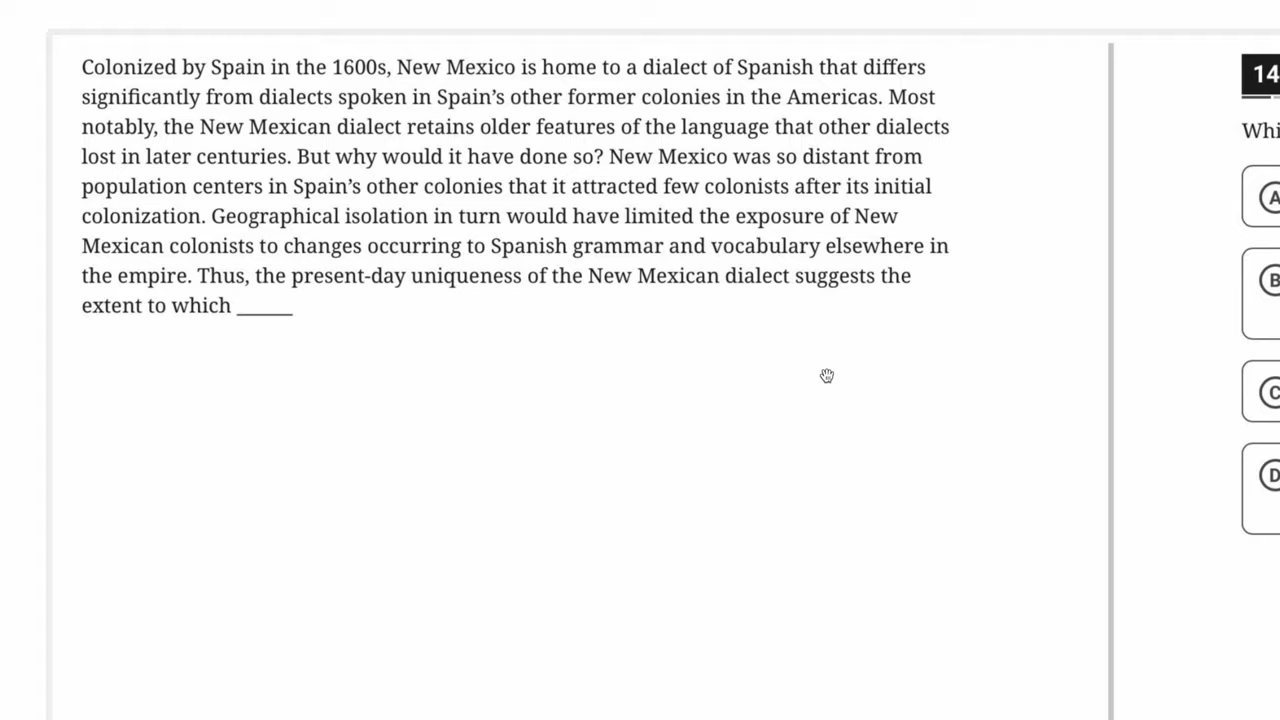 Colonized by Spain in the 1600s, New Mexico is home to a dialect of Spanish that differs
significantly from dialects spoken in Spain's other former colonies in the Americas. Most
notably, the New Mexican dialect retains older features of the language that other dialects
lost in later centuries. But why would it have done so? New Mexico was so distant from
population centers in Spain's other colonies that it attracted few colonists after its initial
colonization. Geographical isolation in turn would have limited the exposure of New
Mexican colonists to changes occurring to Spanish grammar and vocabulary elsewhere in
the empire. Thus, the present-day uniqueness of the New Mexican dialect suggests the
extent to which ______
14
Whi
A
B
C
D